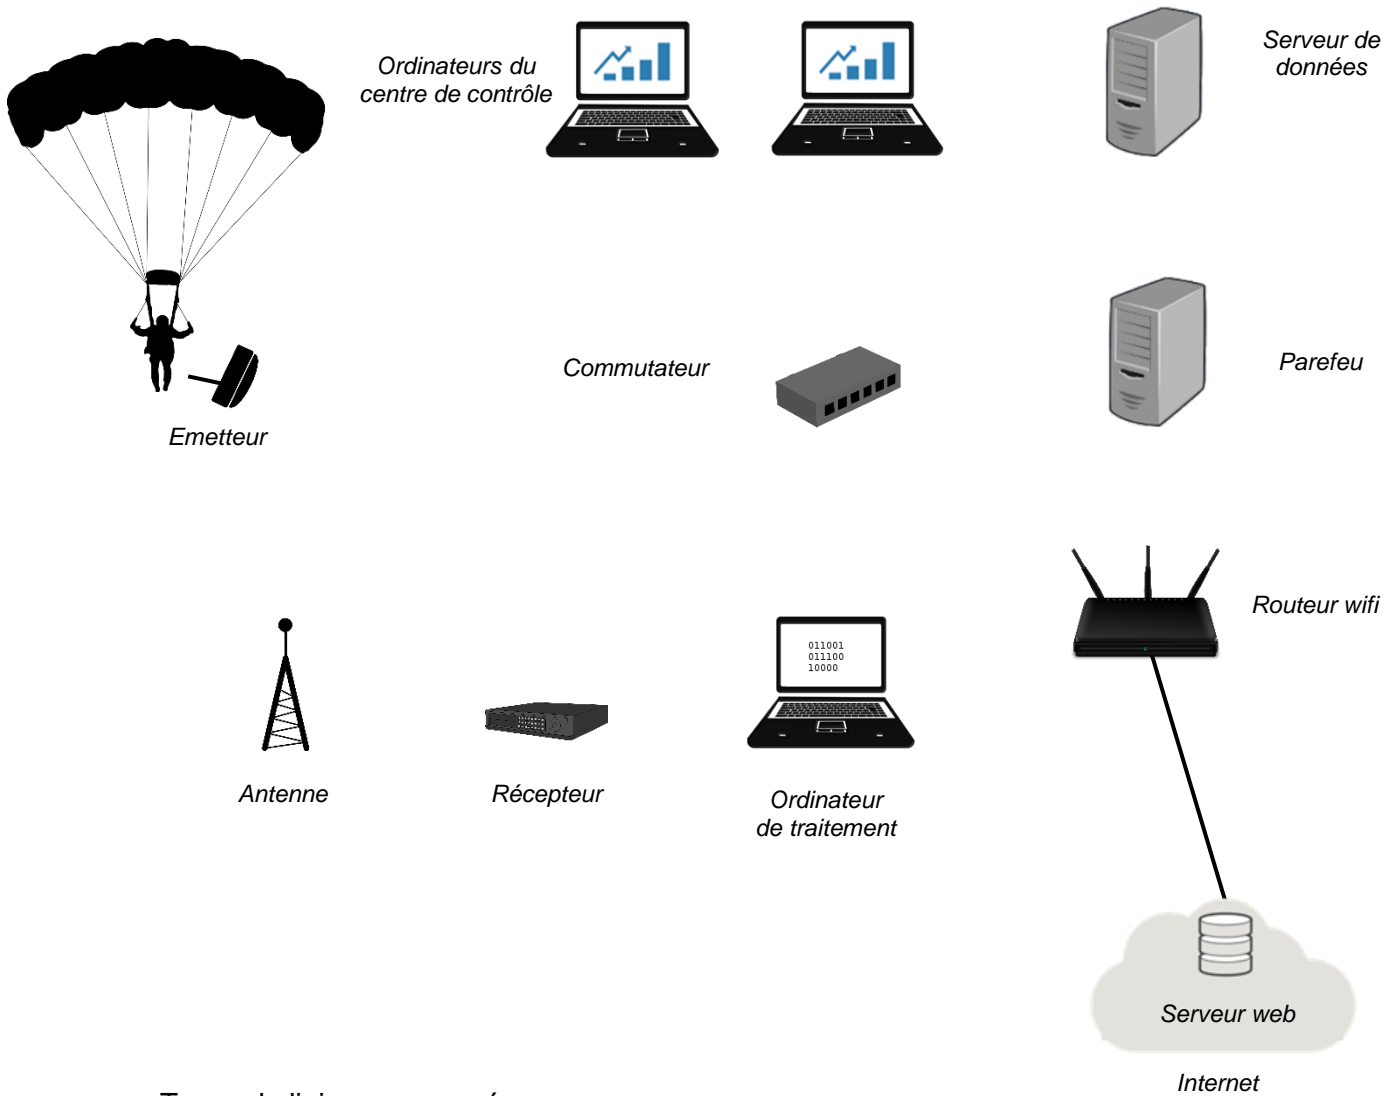 Ordinateurs du
centre de contrôle
Serveur de
données
Commutateur
Parefeu
Emetteur
Routeur wifi
011001
011100
10000
Antenne
Récepteur
Ordinateur
de traitement
Serveur web
Internet